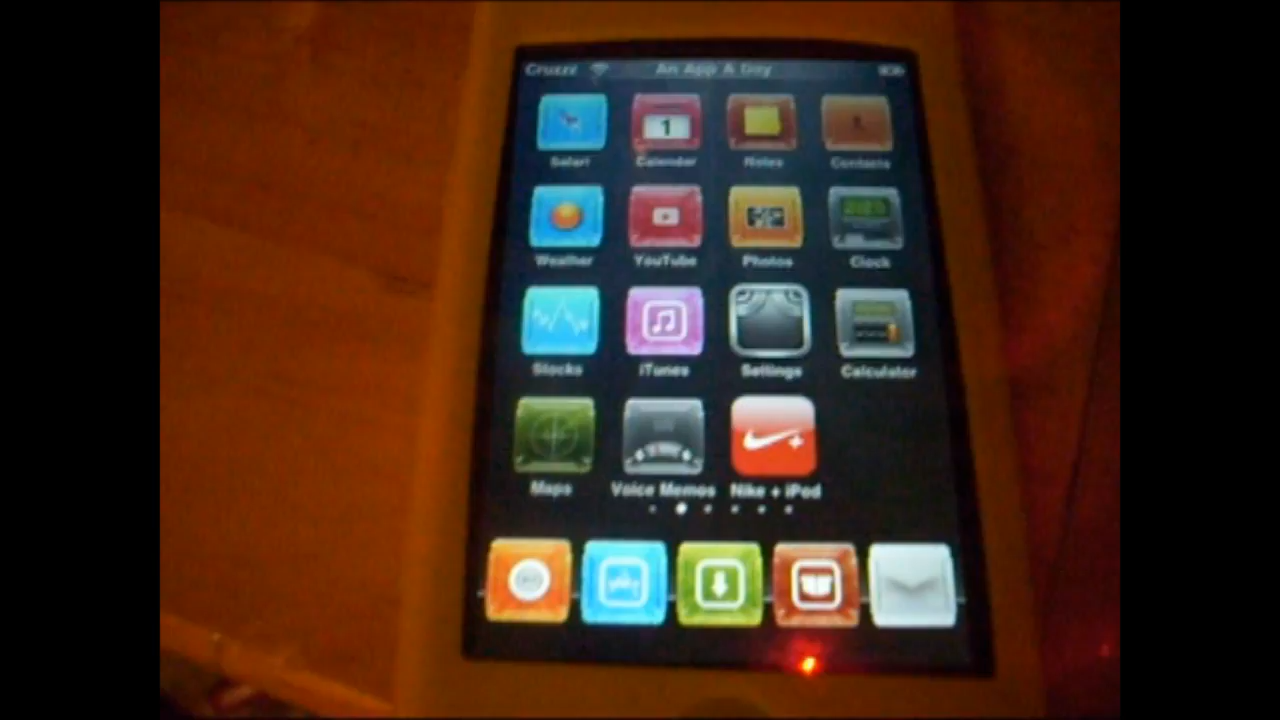 Cruzzi An App A Day
Safari Calendar Notes Contacts
1
Weather YouTube Photos Clock
Stocks iTunes Settings Calculator
Maps Voice Memos Nike + iPod